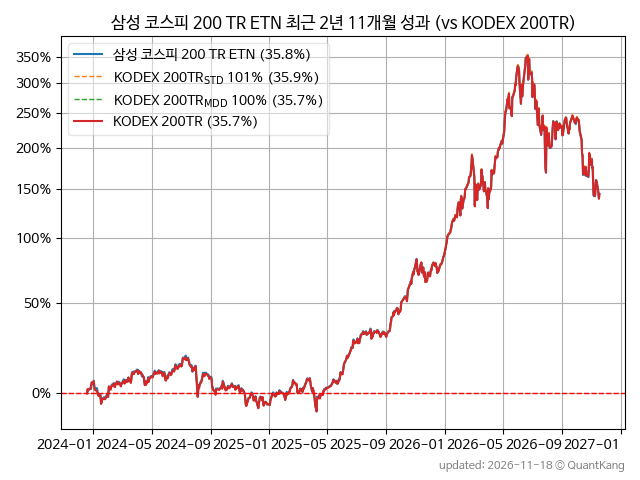 삼성 코스피 200 TR ETN 최근 2년 11개월 성과 (vs KODEX 200TR)
삼성 코스피 200 TR ETN (35.8%)
KODEX 200TR STD 101% (35.9%)
KODEX 200TR MDD 100% (35.7%)
KODEX 200TR (35.7%)
350%
300%
250%
200%
150%
100%
50%
0%
2024-01 2024-05 2024-09 2025-01 2025-05 2025-09 2026-01 2026-05 2026-09 2027-01
updated: 2026-11-18 © QuantKang